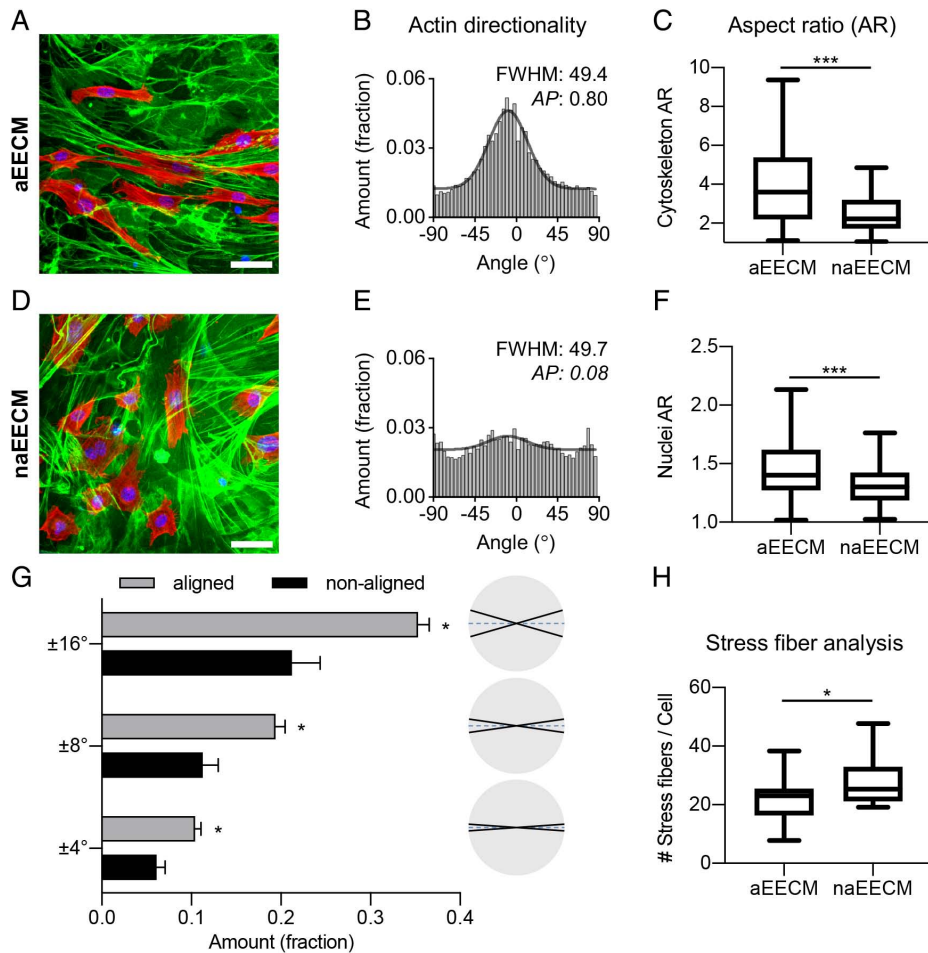 A
aEECM
B
Actin directionality
FWHM: 49.4
AP: 0.80
0.06
0.03
0.00
Amount (fraction)
-90 -45 0 45 90
Angle (°)
C
Aspect ratio (AR)
***
10
8
6
4
2
Cytoskeleton AR
aEECM naEECM
D
naEECM
E
FWHM: 49.7
AP: 0.08
0.06
0.03
0.00
Amount (fraction)
-90 -45 0 45 90
Angle (°)
F
***
2.5
2.0
1.5
1.0
Nuclei AR
aEECM naEECM
G
aligned non-aligned
±16°
*
±8°
*
±4°
*
0.0 0.1 0.2 0.3 0.4
Amount (fraction)
H
Stress fiber analysis
*
60
40
20
0
# Stress fibers / Cell
aEECM naEECM